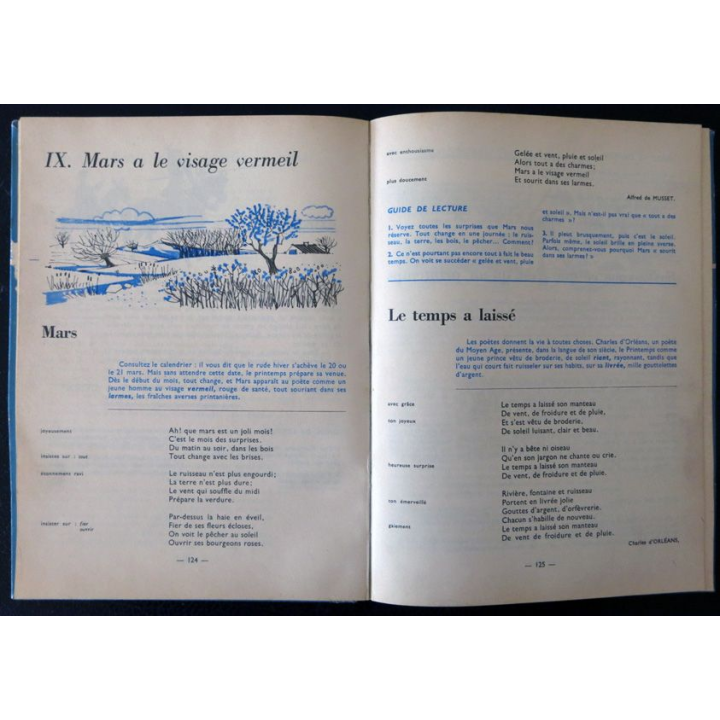 IX. Mars a le visage vermeil
Mars
Consultez le calendrier : il vous dit que le rude hiver s'achève le 20 ou
le 21 mars. Mais sans attendre cette date, le printemps prépare sa venue.
Dès le début du mois, tout change, et Mars apparaît au poète comme un
jeune homme au visage vermeil, rouge de santé, tout souriant dans ses
larmes, les fraîches averses printanières.
joyeusement
Ah! que mars est un joli mois!
C'est le mois des surprises.
Du matin au soir, dans les bois
insistez sur : tout
Tout change avec les brises.
étonnement ravi
Le ruisseau n'est plus engourdi;
La terre n'est plus dure;
Le vent qui souffle du midi
Prépare la verdure.
Par-dessus la haie en éveil,
insister sur : fier
Fier de ses fleurs écloses,
ouvrir
On voit le pêcher au soleil
Ouvrir ses bourgeons roses.
— 124 —
avec enthousiasme
Gelée et vent, pluie et soleil
Alors tout a des charmes;
Mars a le visage vermeil
plus doucement
Et sourit dans ses larmes.
Alfred de MUSSET.
GUIDE DE LECTURE
1. Voyez toutes les surprises que Mars nous
réserve. Tout change en une journée : le ruis-
seau, la terre, les bois, le pêcher... Comment?
2. Ce n'est pourtant pas encore tout à fait le beau
temps. On voit se succéder « gelée et vent, pluie
et soleil ». Mais n'est-il pas vrai que « tout a des
charmes »?
3. Il pleut brusquement, puis c'est le soleil.
Parfois même, le soleil brille en pleine averse.
Alors, comprenez-vous pourquoi Mars « sourit
dans ses larmes! »
Le temps a laissé
Les poètes donnent la vie à toutes choses. Charles d'Orléans, un poète
du Moyen Age, présente, dans la langue de son siècle, le Printemps comme
un jeune prince vêtu de broderie, de soleil riant, rayonnant, tandis que
l'eau qui court fait ruisseler sur ses habits, sur sa livrée, mille gouttelettes
d'argent.
avec grâce
Le temps a laissé son manteau
De vent, de froidure et de pluie,
ton joyeux
Et s'est vêtu de broderie,
De soleil luisant, clair et beau.
Il n'y a bête ni oiseau
Qu'en son jargon ne chante ou crie.
heureuse surprise
Le temps a laissé son manteau
De vent, de froidure et de pluie.
Rivière, fontaine et ruisseau
ton émerveillé
Portent en livrée jolie
Gouttes d'argent, d'orfèvrerie.
Chacun s'habille de nouveau.
gaiement
Le temps a laissé son manteau
De vent de froidure et de pluie.
Charles d'ORLÉANS,
— 125 —